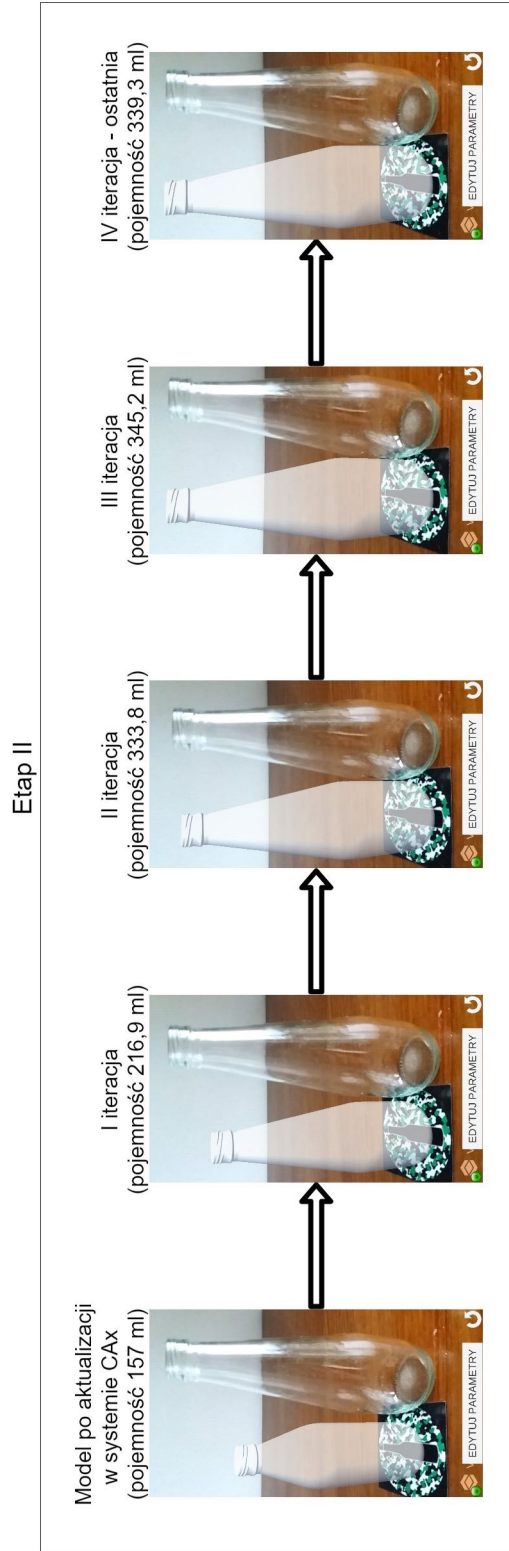 Etap II
Model po aktualizacji
w systemie CAx
(pojemność 157 ml)
EDYTUJ PARAMETRY
I iteracja
(pojemność 216,9 ml)
EDYTUJ PARAMETRY
II iteracja
(pojemność 333,8 ml)
EDYTUJ PARAMETRY
III iteracja
(pojemność 345,2 ml)
EDYTUJ PARAMETRY
IV iteracja - ostatnia
(pojemność 339,3 ml)
EDYTUJ PARAMETRY